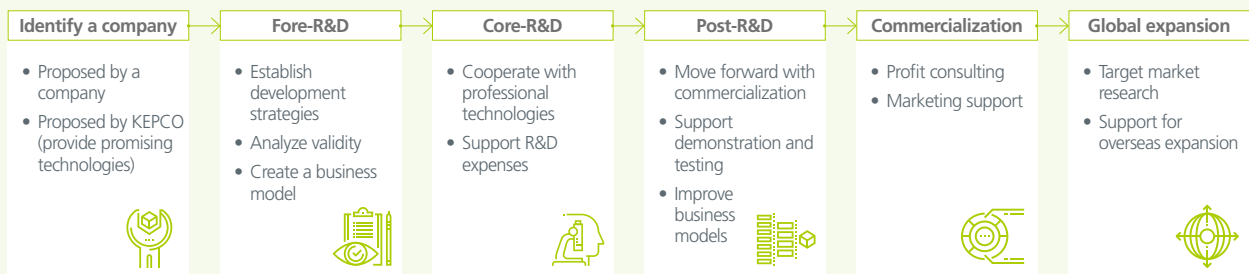 Identify a company
• Proposed by a
company
• Proposed by KEPCO
(provide promising
technologies)
Fore-R&D
• Establish
development
strategies
• Analyze validity
• Create a business
model
Core-R&D
• Cooperate with
professional
technologies
• Support R&D
expenses
Post-R&D
• Move forward with
commercialization
• Support
demonstration and
testing
• Improve
business
models
Commercialization
• Profit consulting
• Marketing support
Global expansion
• Target market
research
• Support for
overseas expansion